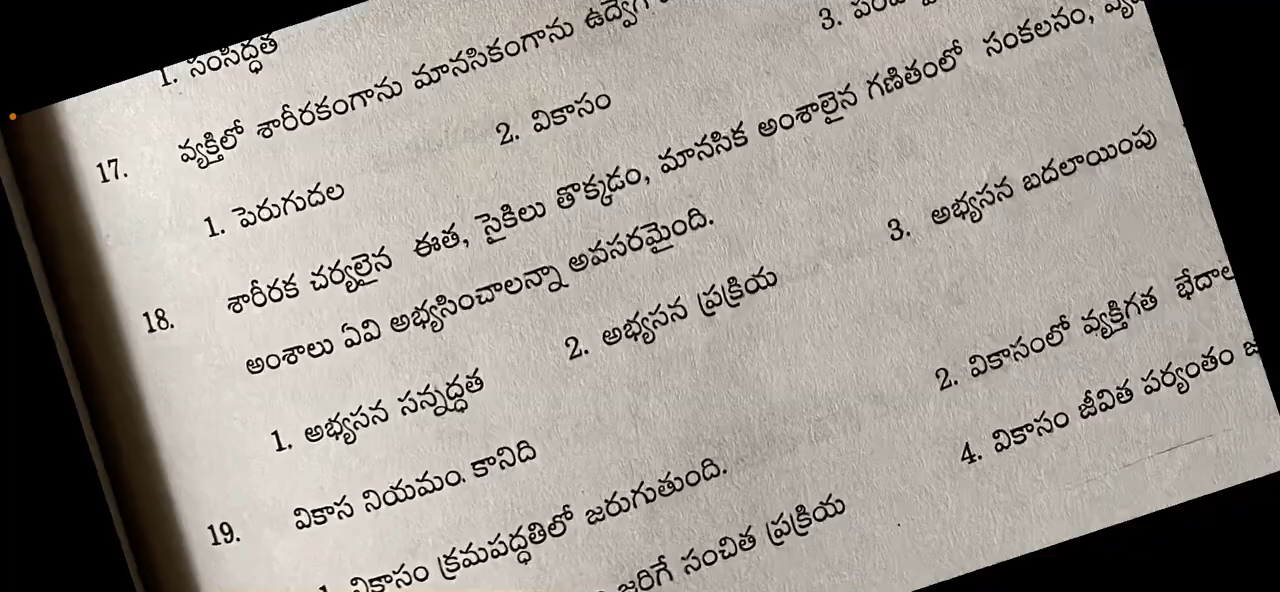 1. సంసిద్ధత
17. వ్యక్తిలో శారీరకంగాను మానసికంగాను
1. పెరుగుదల 2. వికాసం 3.
18. శారీరక చర్యలైన ఈత, సైకిలు తొక్కడం, మానసిక అంశాలైన గణితంలో సంకలనం,
అంశాలు ఏవి అభ్యసించాలన్నా అవసరమైంది.
1. అభ్యసన సన్నద్ధత 2. అభ్యసన ప్రక్రియ 3. అభ్యసన బదలాయింపు
19. వికాస నియమం కానిది
1. వికాసం క్రమపద్ధతిలో జరుగుతుంది. 2. వికాసంలో వ్యక్తిగత
జరిగే సంచిత ప్రక్రియ 4. వికాసం జీవిత పర్యంతం